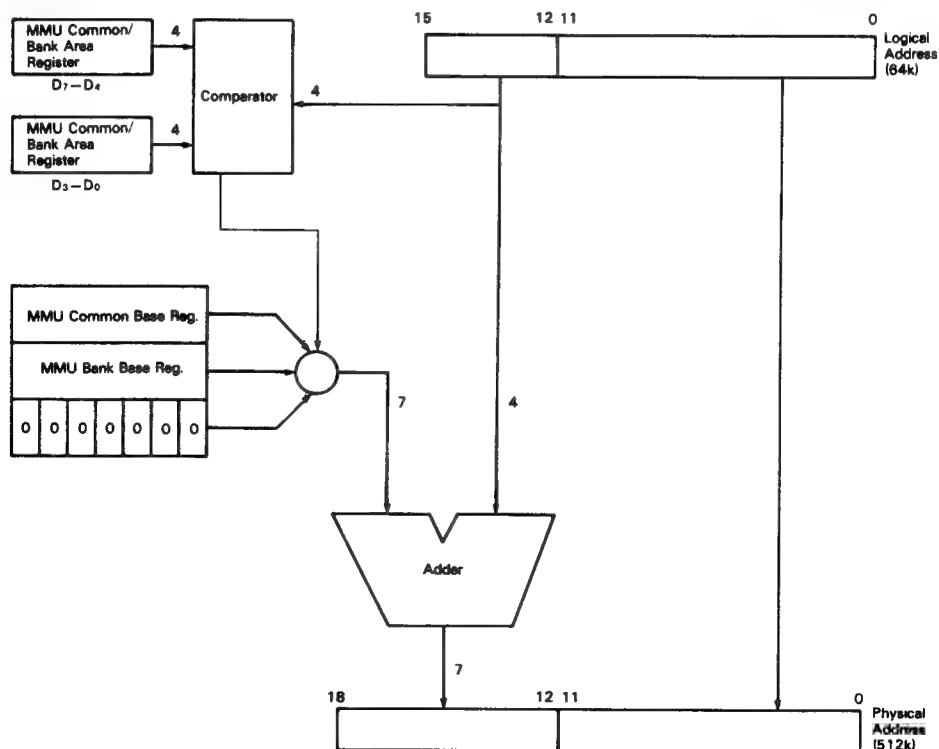 MMU Common/
Bank Area
Register
D7–D4
4
MMU Common/
Bank Area
Register
D3–D0
4
Comperator
4
15
12 11
0
Logical
Address
(64k)
MMU Common Base Reg.
MMU Bank Base Reg.
0 0 0 0 0 0 0
7
4
Adder
7
18
12 11
0
Physical
Address
(512k)